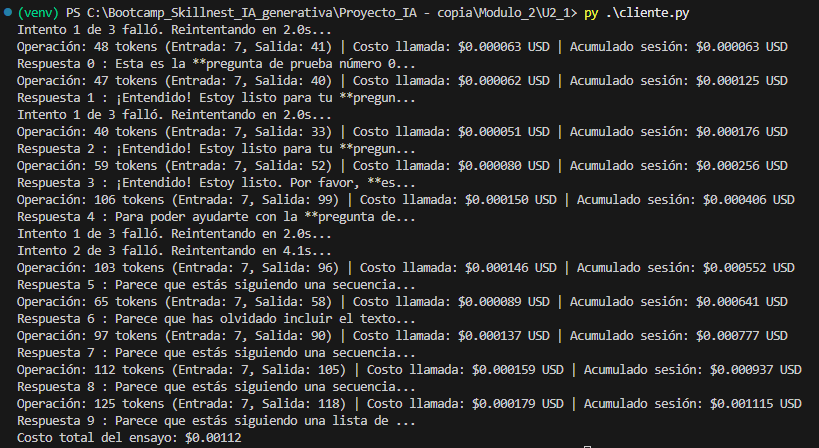 (venv) PS C:\Bootcamp_Skillnest_IA_generativa\Proyecto_IA - copia\Modulo_2\U2_1> py .\cliente.py
Intento 1 de 3 falló. Reintentando en 2.0s...
Operación: 48 tokens (Entrada: 7, Salida: 41) | Costo llamada: $0.000063 USD | Acumulado sesión: $0.000063 USD
Respuesta 0 : Esta es la **pregunta de prueba número 0...
Operación: 47 tokens (Entrada: 7, Salida: 40) | Costo llamada: $0.000062 USD | Acumulado sesión: $0.000125 USD
Respuesta 1 : ¡Entendido! Estoy listo para tu **pregun...
Intento 1 de 3 falló. Reintentando en 2.0s...
Operación: 40 tokens (Entrada: 7, Salida: 33) | Costo llamada: $0.000051 USD | Acumulado sesión: $0.000176 USD
Respuesta 2 : ¡Entendido! Estoy listo para tu **pregun...
Operación: 59 tokens (Entrada: 7, Salida: 52) | Costo llamada: $0.000080 USD | Acumulado sesión: $0.000256 USD
Respuesta 3 : ¡Entendido! Estoy listo. Por favor, **es...
Operación: 106 tokens (Entrada: 7, Salida: 99) | Costo llamada: $0.000150 USD | Acumulado sesión: $0.000406 USD
Respuesta 4 : Para poder ayudarte con la **pregunta de...
Intento 1 de 3 falló. Reintentando en 2.0s...
Intento 2 de 3 falló. Reintentando en 4.1s...
Operación: 103 tokens (Entrada: 7, Salida: 96) | Costo llamada: $0.000146 USD | Acumulado sesión: $0.000552 USD
Respuesta 5 : Parece que estás siguiendo una secuencia...
Operación: 65 tokens (Entrada: 7, Salida: 58) | Costo llamada: $0.000089 USD | Acumulado sesión: $0.000641 USD
Respuesta 6 : Parece que has olvidado incluir el texto...
Operación: 97 tokens (Entrada: 7, Salida: 90) | Costo llamada: $0.000137 USD | Acumulado sesión: $0.000777 USD
Respuesta 7 : Parece que estás siguiendo una secuencia...
Operación: 112 tokens (Entrada: 7, Salida: 105) | Costo llamada: $0.000159 USD | Acumulado sesión: $0.000937 USD
Respuesta 8 : Parece que estás siguiendo una secuencia...
Operación: 125 tokens (Entrada: 7, Salida: 118) | Costo llamada: $0.000179 USD | Acumulado sesión: $0.001115 USD
Respuesta 9 : Parece que estás siguiendo una lista de ...
Costo total del ensayo: $0.00112